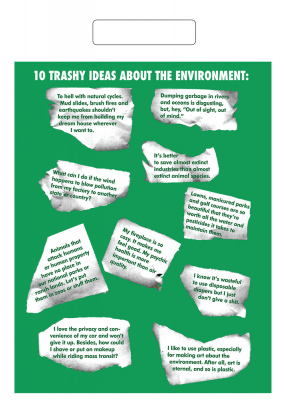 10 TRASHY IDEAS ABOUT THE ENVIRONMENT:
To hell with natural cycles.
Mud slides, brush fires and
earthquakes shouldn't
keep me from building my
dream house wherever
I want to.
Dumping garbage in rivers
and oceans is disgusting,
but, hey, "Out of sight, out
of mind."
It's better
to save almost extinct
industries than almost
extinct animal species.
What can I do if the wind
happens to blow pollution
from my factory to another
state or country?
Lawns, manicured parks
and golf courses are so
beautiful that they're
worth all the water and
pesticides it takes to
maintain them.
Animals that
attack humans
or human property
have no place in
our national parks or
ranch lands. Let's put
them in zoos or stuff them.
My fireplace is so
cozy. It makes me
feel good. My psychic
health is more
important than air
quality.
I know it's wasteful
to use disposable
diapers but I just
don't give a shit.
I love the privacy and con-
venience of my car and won't
give it up. Besides, how could
I shave or put on makeup
while riding mass transit?
I like to use plastic, especially
for making art about the
environment. After all, art is
eternal, and so is plastic.